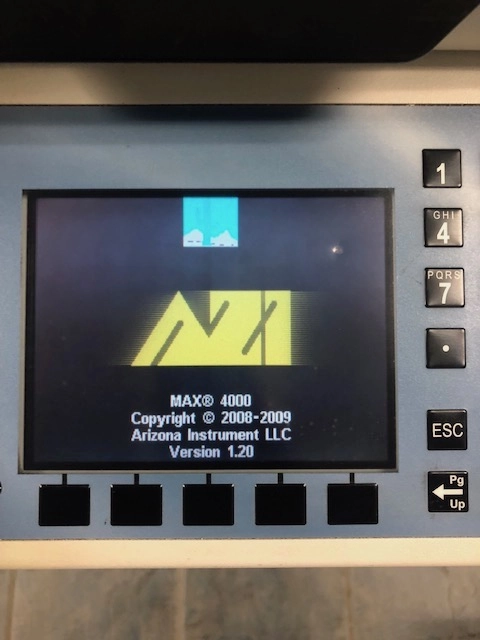 MAX® 4000
Copyright © 2008-2009
Arizona Instrument LLC
Version 1.20
1
GHI
4
PQRS
7
.
ESC
Pg
Up